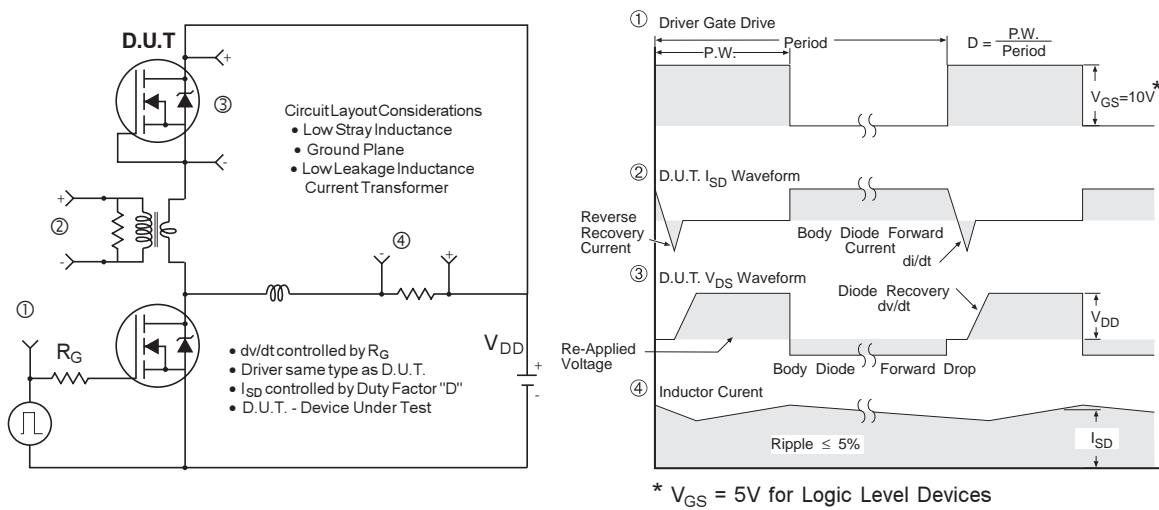 D.U.T
+
③
-
Circuit Layout Considerations
• Low Stray Inductance
• Ground Plane
• Low Leakage Inductance
Current Transformer
+
②
-
④
-
+
①
RG
VDD
+
-
• dv/dt controlled by RG
• Driver same type as D.U.T.
• ISD controlled by Duty Factor "D"
• D.U.T. - Device Under Test
① Driver Gate Drive
Period
P.W.
D = P.W.
Period
VGS=10V*
② D.U.T. ISD Waveform
Reverse
Recovery
Current
Body Diode Forward
Current
di/dt
③ D.U.T. VDS Waveform
Diode Recovery
dv/dt
VDD
Re-Applied
Voltage
Body Diode Forward Drop
④ Inductor Curent
Ripple ≤ 5%
ISD
* VGS = 5V for Logic Level Devices